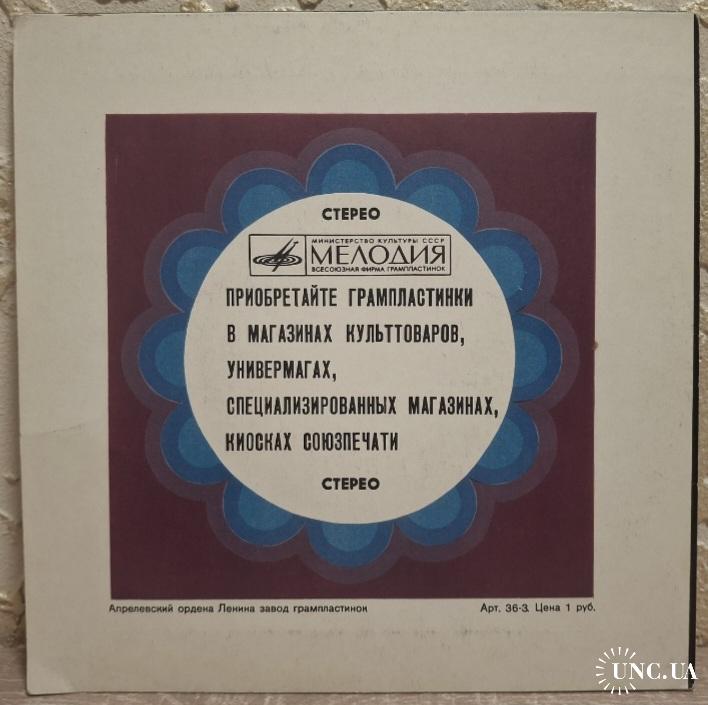 СТЕРЕО
МИНИСТЕРСТВО КУЛЬТУРЫ СССР
МЕЛОДИЯ
ВСЕСОЮЗНАЯ ФИРМА ГРАМПЛАСТИНОК
ПРИОБРЕТАЙТЕ ГРАМПЛАСТИНКИ
В МАГАЗИНАХ КУЛЬТТОВАРОВ,
УНИВЕРМАГАХ,
СПЕЦИАЛИЗИРОВАННЫХ МАГАЗИНАХ,
КИОСКАХ СОЮЗПЕЧАТИ
СТЕРЕО
Апрелевский ордена Ленина завод грампластинок
Арт. 36-3. Цена 1 руб.
UNC.UA